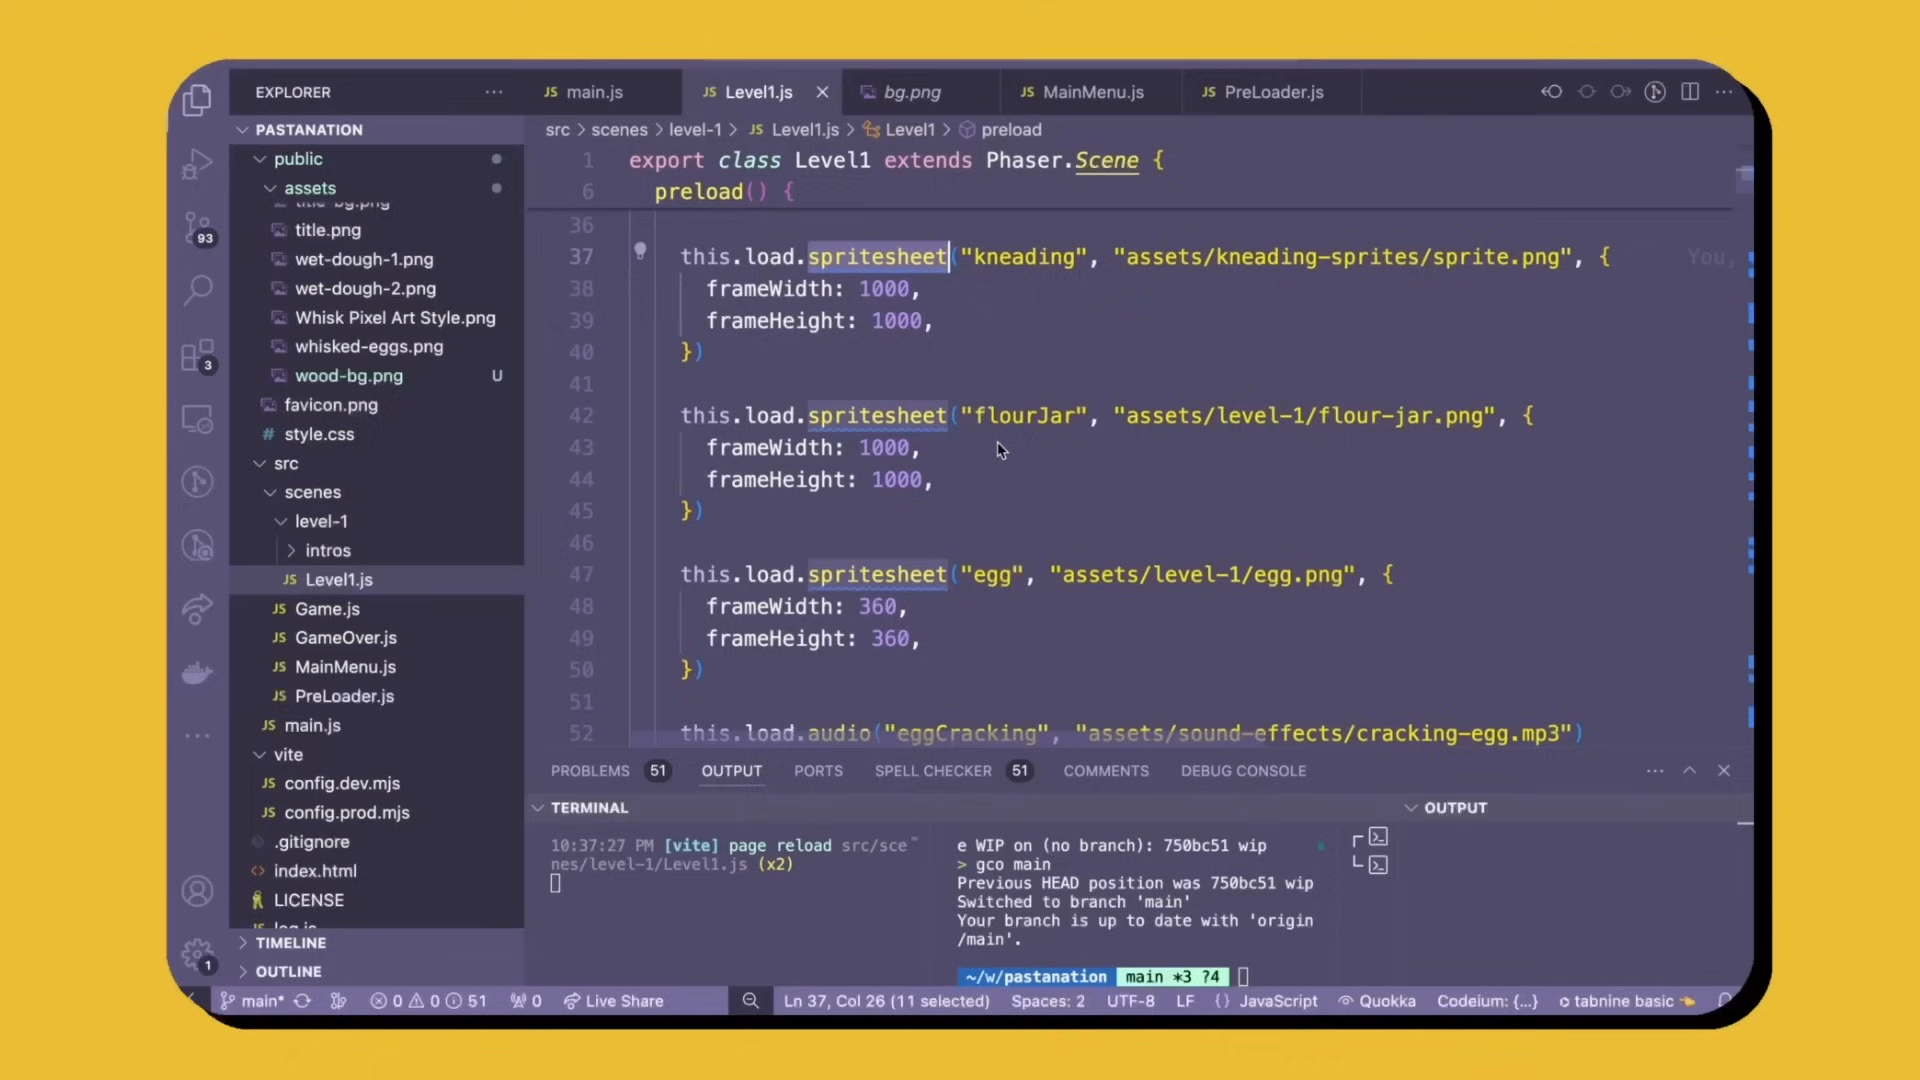 EXPLORER
main.js
Level1.js
bg.png
MainMenu.js
PreLoader.js
PASTANATION
public
assets
title-bg.png
title.png
wet-dough-1.png
wet-dough-2.png
Whisk Pixel Art Style.png
whisked-eggs.png
wood-bg.png U
favicon.png
# style.css
src
scenes
level-1
intros
JS Level1.js
JS Game.js
JS GameOver.js
JS MainMenu.js
JS PreLoader.js
JS main.js
vite
JS config.dev.mjs
JS config.prod.mjs
.gitignore
index.html
LICENSE
TIMELINE
OUTLINE
93
3
1
src > scenes > level-1 > JS Level1.js > Level1 > preload
1 export class Level1 extends Phaser.Scene {
6 preload() {
36
37 this.load.spritesheet("kneading", "assets/kneading-sprites/sprite.png", { You,
38 frameWidth: 1000,
39 frameHeight: 1000,
40 })
41
42 this.load.spritesheet("flourJar", "assets/level-1/flour-jar.png", {
43 frameWidth: 1000,
44 frameHeight: 1000,
45 })
46
47 this.load.spritesheet("egg", "assets/level-1/egg.png", {
48 frameWidth: 360,
49 frameHeight: 360,
50 })
51
52 this.load.audio("eggCracking", "assets/sound-effects/cracking-egg.mp3")
PROBLEMS 51 OUTPUT PORTS SPELL CHECKER 51 COMMENTS DEBUG CONSOLE
TERMINAL
10:37:27 PM [vite] page reload src/sce
nes/level-1/Level1.js (x2)
e WIP on (no branch): 750bc51 wip
> gco main
Previous HEAD position was 750bc51 wip
Switched to branch 'main'
Your branch is up to date with 'origin
/main'.
~/w/pastanation main *3 ?4
OUTPUT
main* 0 0 51 0 Live Share Ln 37, Col 26 (11 selected) Spaces: 2 UTF-8 LF {} JavaScript Quokka Codeium: {...} tabnine basic